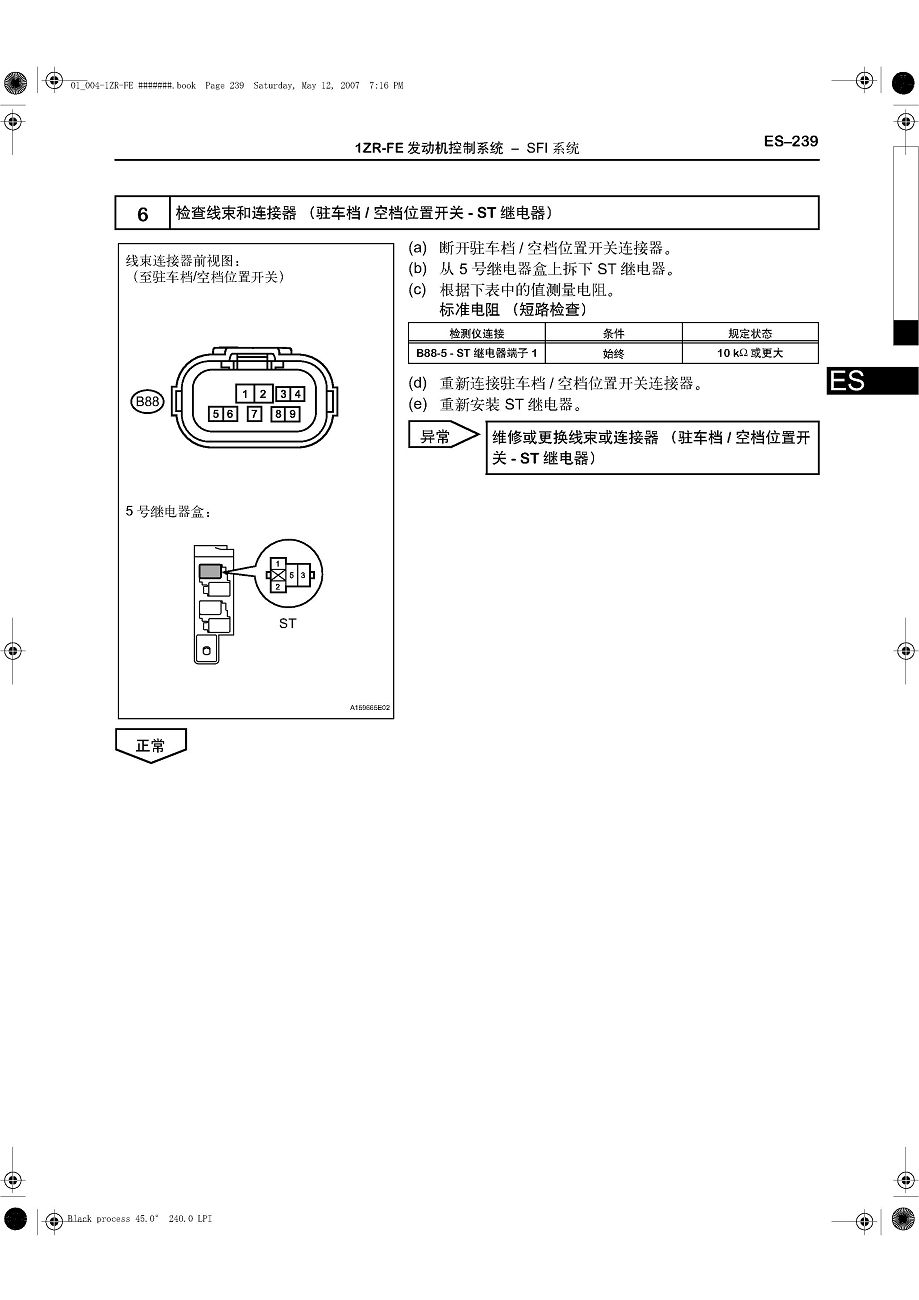 01_004-1ZR-FE #######.book Page 239 Saturday, May 12, 2007 7:16 PM
1ZR-FE 发动机控制系统 – SFI 系统
ES–239
6
检查线束和连接器 （驻车档 / 空档位置开关 - ST 继电器）
线束连接器前视图：
（至驻车档/空档位置开关）
B88
1 2 3 4
5 6 7 8 9
5 号继电器盒：
1
5 3
2
ST
A159665E02
(a) 断开驻车档 / 空档位置开关连接器。
(b) 从 5 号继电器盒上拆下 ST 继电器。
(c) 根据下表中的值测量电阻。
标准电阻 （短路检查）
检测仪连接 条件 规定状态
B88-5 - ST 继电器端子 1 始终 10 kΩ 或更大
(d) 重新连接驻车档 / 空档位置开关连接器。
(e) 重新安装 ST 继电器。
异常
维修或更换线束或连接器 （驻车档 / 空档位置开
关 - ST 继电器）
ES
正常
Black process 45.0° 240.0 LPI